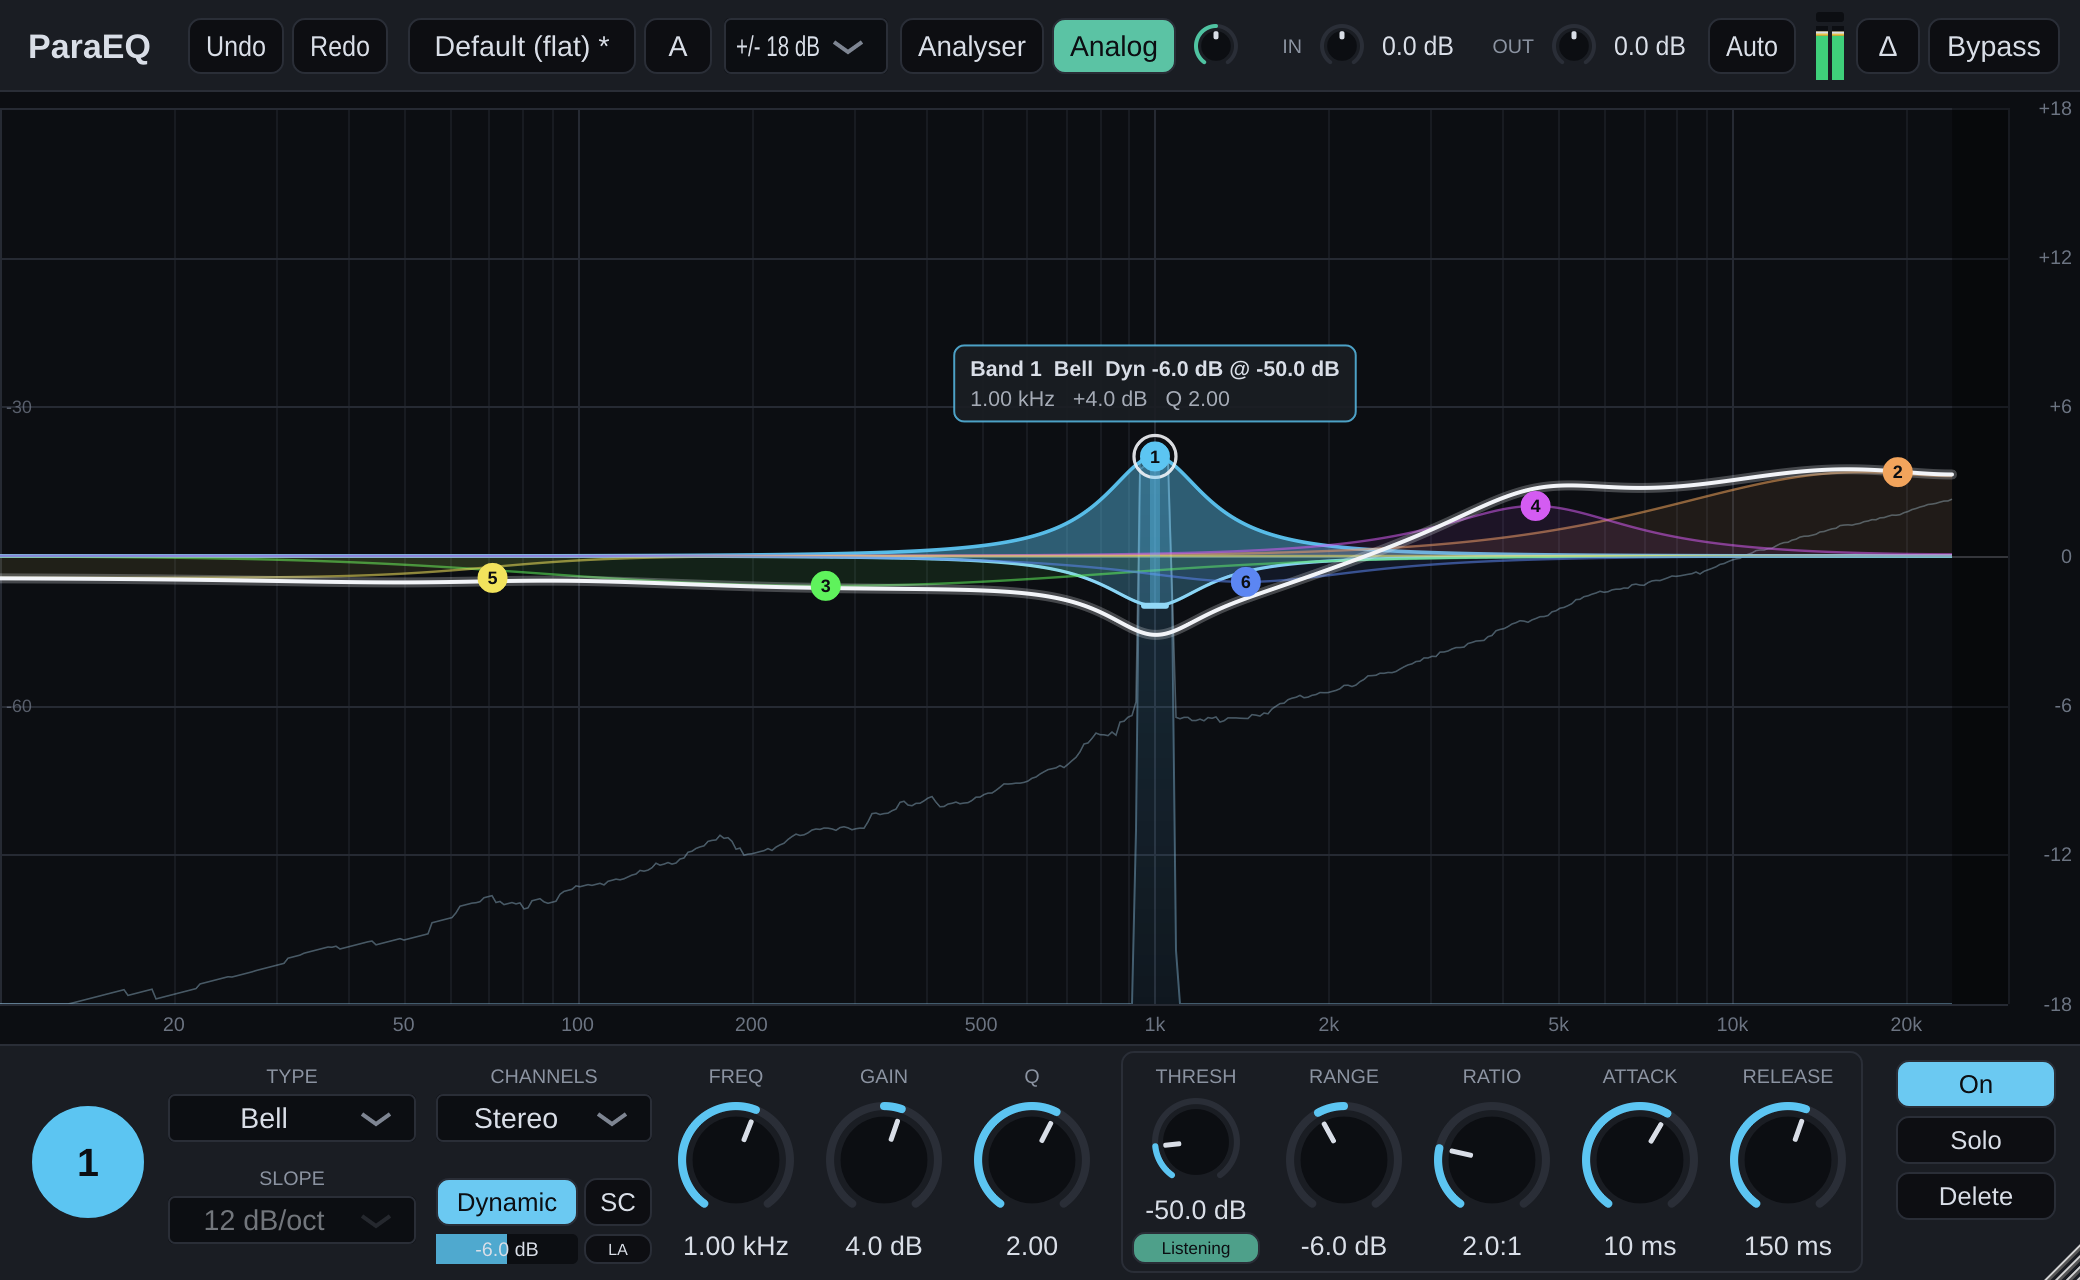 ParaEQ Undo Redo Default (flat) * A +/- 18 dB Analyser Analog IN 0.0 dB OUT 0.0 dB Auto Δ Bypass
+18
+12
Band 1 Bell Dyn -6.0 dB @ -50.0 dB
1.00 kHz +4.0 dB Q 2.00
-30 +6
1
2
4
0
5
3
6
-60 -6
-12
-18
20 50 100 200 500 1k 2k 5k 10k 20k
TYPE CHANNELS FREQ GAIN Q THRESH RANGE RATIO ATTACK RELEASE On
Bell Stereo
Solo
1
SLOPE
Delete
12 dB/oct Dynamic SC -50.0 dB
-6.0 dB LA 1.00 kHz 4.0 dB 2.00 Listening -6.0 dB 2.0:1 10 ms 150 ms